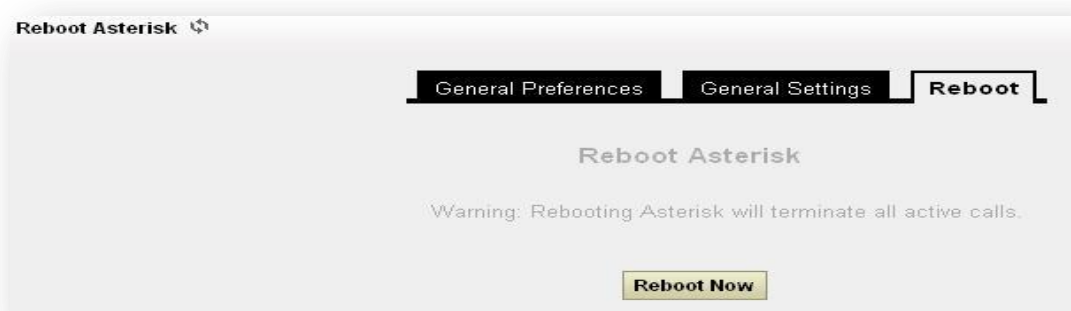 Reboot Asterisk
General Preferences General Settings Reboot
Reboot Asterisk
Warning: Rebooting Asterisk will terminate all active calls.
Reboot Now